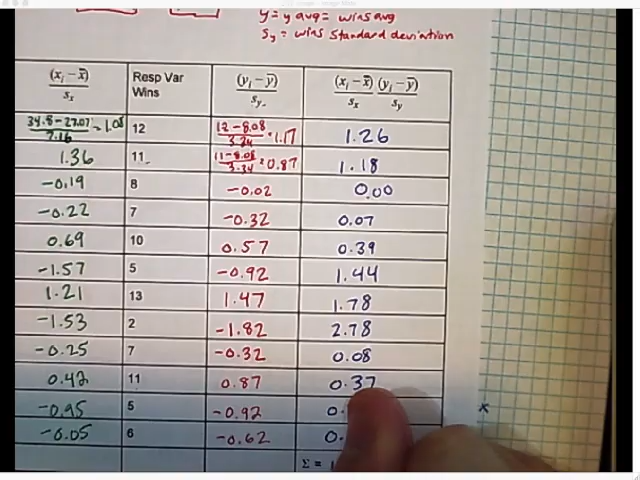 ȳ = y avg = wins avg
Sy = wins standard deviation
(xᵢ − x̄) / sₓ Resp Var Wins (yᵢ − ȳ) / s_y (xᵢ − x̄) / sₓ (yᵢ − ȳ) / s_y
34.8 − 27.07 / 7.16 = 1.08 12 12 − 8.08 / 3.34 = 1.17 1.26
1.36 11 11 − 8.08 / 3.34 = 0.87 1.18
−0.19 8 −0.02 0.00
−0.22 7 −0.32 0.07
0.69 10 0.57 0.39
−1.57 5 −0.92 1.44
1.21 13 1.47 1.78
−1.53 2 −1.82 2.78
−0.25 7 −0.32 0.08
0.42 11 0.87 0.37
−0.95 5 −0.92 0.
−0.05 6 −0.62 0.
Σ =
x